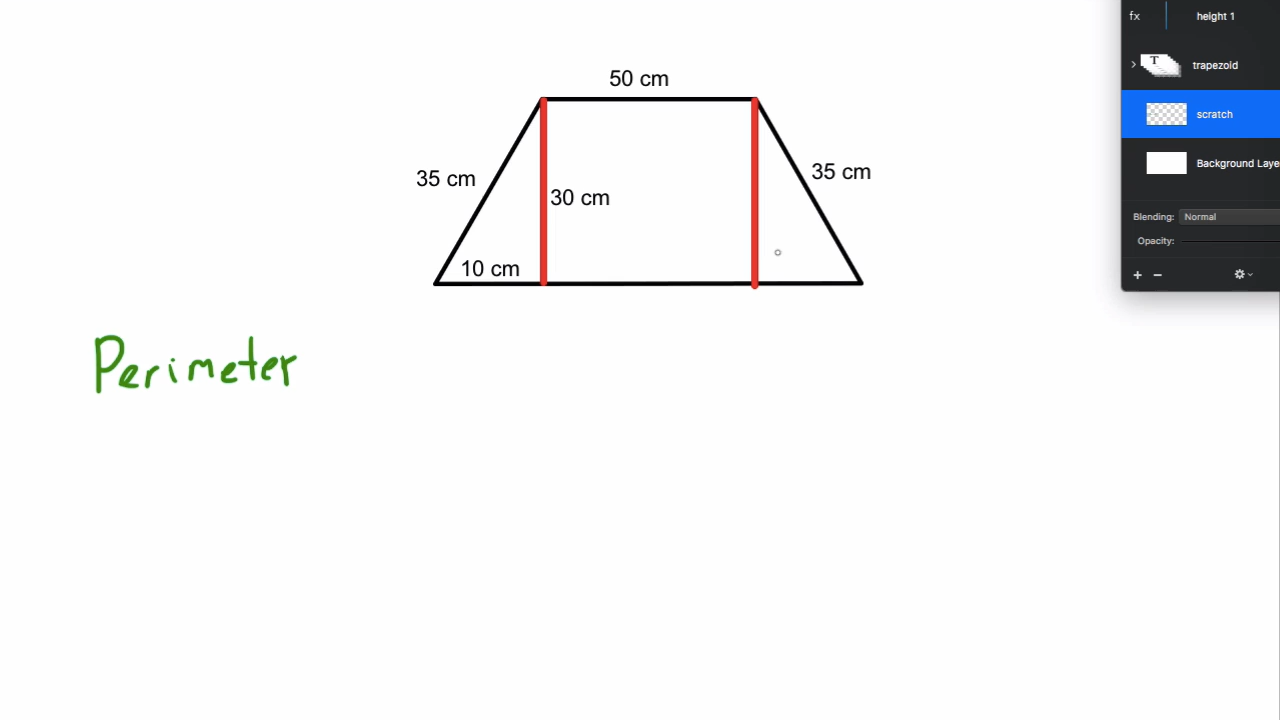 fx height 1
T
trapezoid
scratch
Background Laye
Blending: Normal
Opacity:
50 cm
35 cm
35 cm
30 cm
10 cm
Perimeter